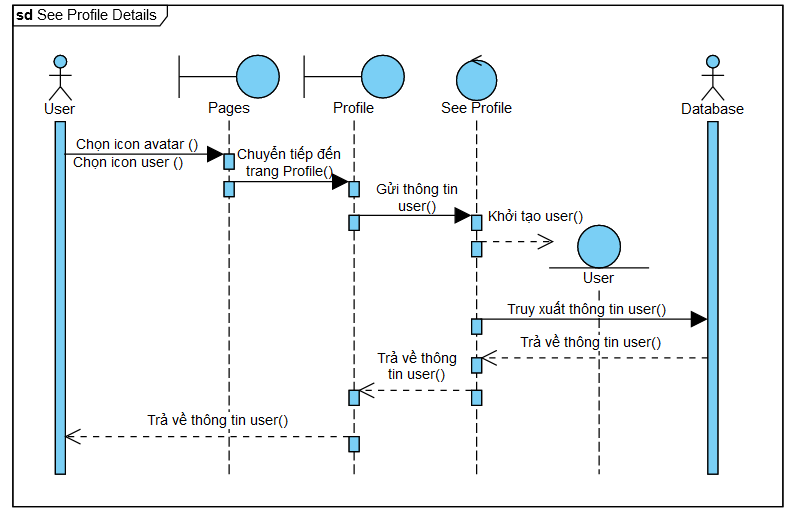 sd See Profile Details
User
Pages
Profile
See Profile
Database
Chọn icon avatar ()
Chọn icon user ()
Chuyển tiếp đến
trang Profile()
Gửi thông tin
user()
Khởi tạo user()
User
Truy xuất thông tin user()
Trả về thông tin user()
Trả về thông
tin user()
Trả về thông tin user()